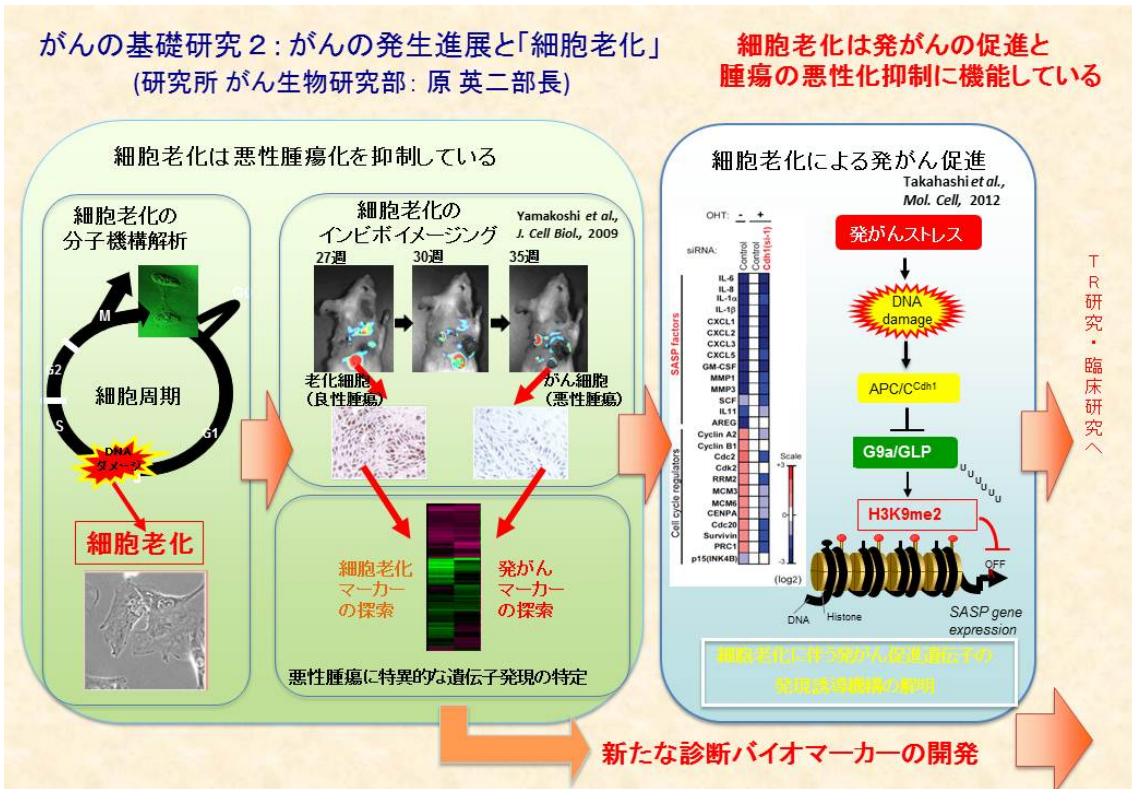 がんの基礎研究２：がんの発生進展と「細胞老化」
(研究所 がん生物研究部： 原 英二部長)
細胞老化は発がんの促進と
腫瘍の悪性化抑制に機能している
細胞老化は悪性腫瘍化を抑制している
細胞老化の
分子機構解析
M
G0
G2
S
G1
細胞周期
DNA
ダメージ
細胞老化
細胞老化の
インビボイメージング
Yamakoshi et al.,
J. Cell Biol., 2009
27週
30週
35週
老化細胞
(良性腫瘍)
がん細胞
(悪性腫瘍)
細胞老化
マーカー
の探索
発がん
マーカー
の探索
悪性腫瘍に特異的な遺伝子発現の特定
細胞老化による発がん促進
Takahashi et al.,
Mol. Cell, 2012
OHT: - +
siRNA:
Control
Control
Cdh1(si-1)
SASP factors
IL-6
IL-8
IL-1α
IL-1β
CXCL1
CXCL2
CXCL3
CXCL5
GM-CSF
MMP1
MMP3
SCF
IL11
AREG
Cell cycle regulators
Cyclin A2
Cyclin B1
Cdc2
Cdk2
RRM2
MCM3
MCM6
CENPA
Cdc20
Survivin
PRC1
p15(INK4B)
Scale
+3
0
-3
(log2)
発がんストレス
DNA
damage
APC/CCdh1
G9a/GLP
U U U U U U
H3K9me2
OFF
DNA
Histone
SASP gene
expression
細胞老化に伴う発がん促進遺伝子の
発現誘導機構の解明
ＴＲ研究・臨床研究へ
新たな診断バイオマーカーの開発